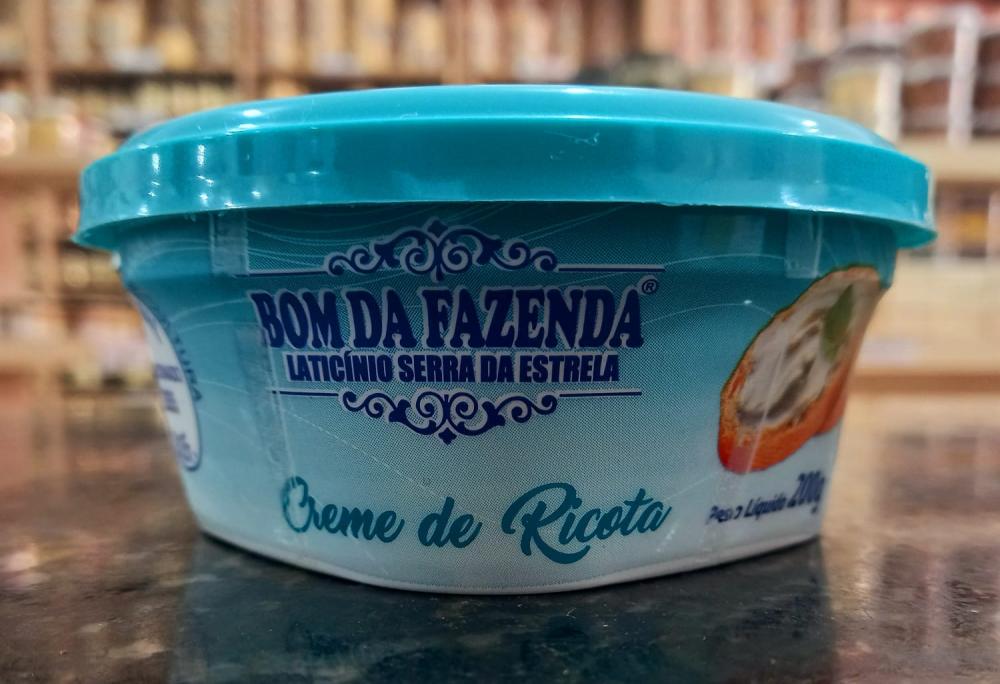 BOM DA FAZENDA®
LATICÍNIO SERRA DA ESTRELA
Creme de Ricota
Peso Líquido 200g